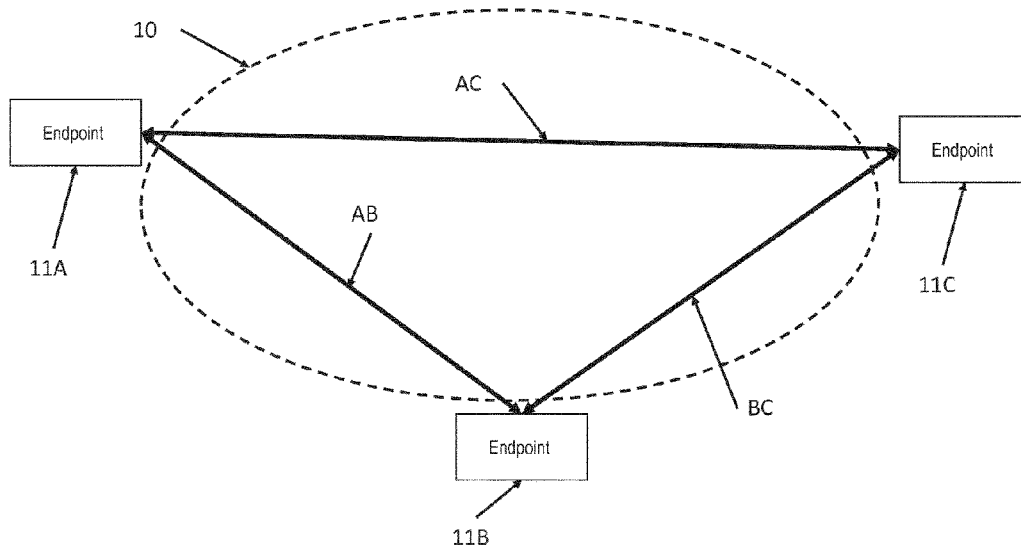 10
AC
Endpoint
Endpoint
AB
11A
11C
BC
Endpoint
11B